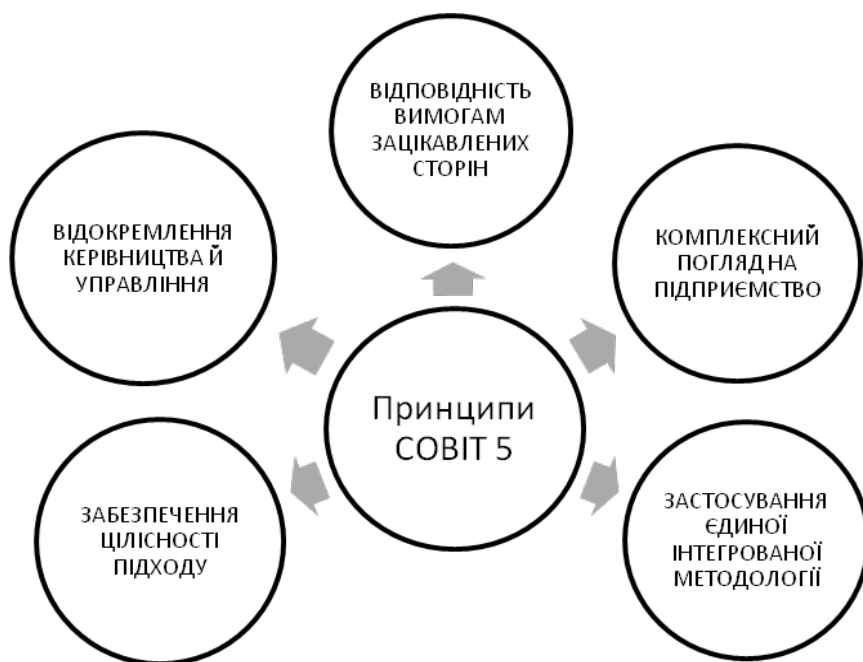 ВІДПОВІДНІСТЬ
ВИМОГАМ
ЗАЦІКАВЛЕНИХ
СТОРІН
ВІДОКРЕМЛЕННЯ
КЕРІВНИЦТВА Й
УПРАВЛІННЯ
КОМПЛЕКСНИЙ
ПОГЛЯД НА
ПІДПРИЄМСТВО
Принципи
COBIT 5
ЗАБЕЗПЕЧЕННЯ
ЦІЛІСНОСТІ
ПІДХОДУ
ЗАСТОСУВАННЯ
ЄДИНОЇ
ІНТЕГРОВАНОЇ
МЕТОДОЛОГІЇ